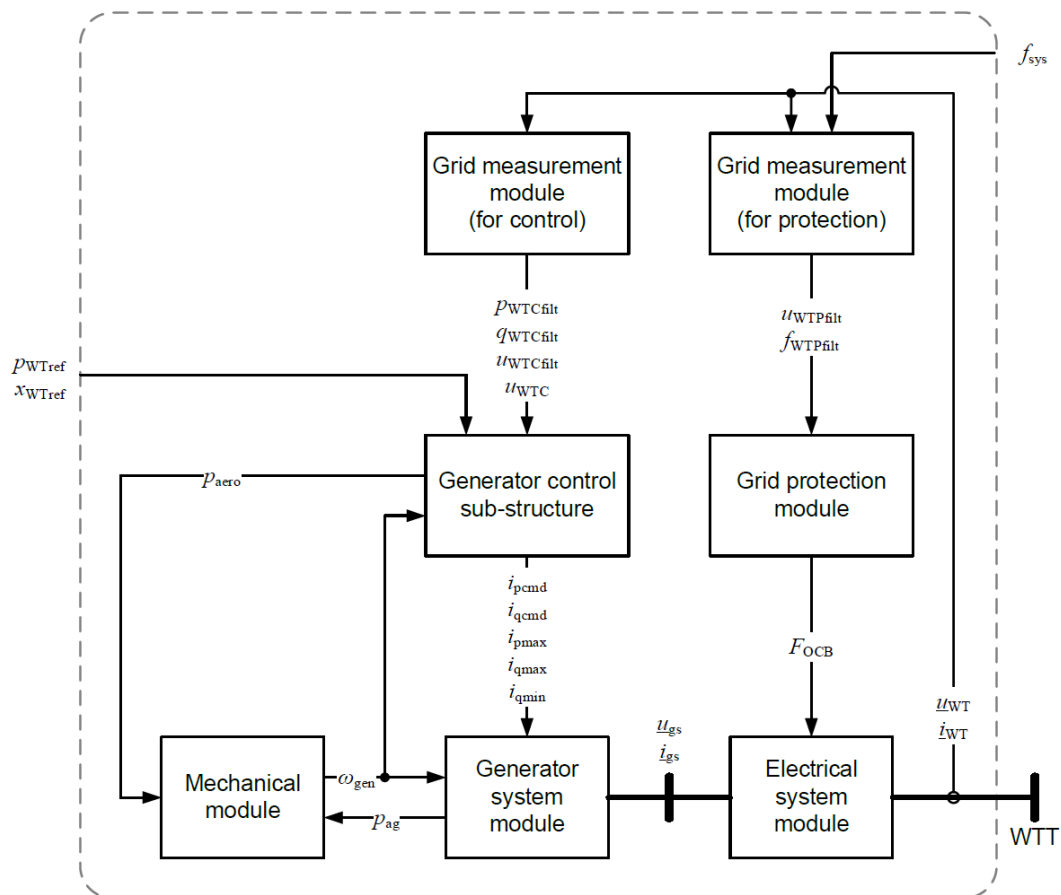 fsys
Grid measurement
module
(for control)
Grid measurement
module
(for protection)
pWTCfilt
qWTCfilt
uWTCfilt
uWTC
uWTPfilt
fWTPfilt
pWTref
xWTref
paero
Generator control
sub-structure
Grid protection
module
ipcmd
iqcmd
ipmax
iqmax
iqmin
FOCB
uWT
iWT
ugs
igs
Mechanical
module
ωgen
pag
Generator
system
module
Electrical
system
module
WTT